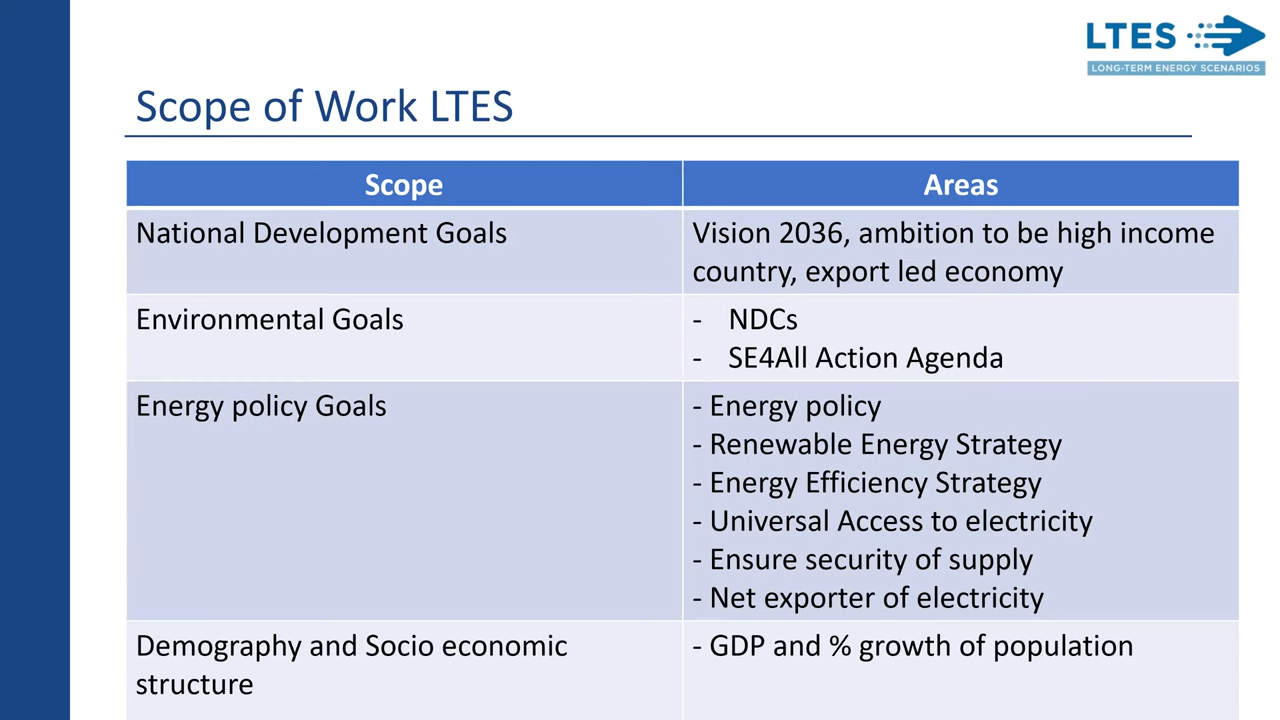 LTES
LONG-TERM ENERGY SCENARIOS
Scope of Work LTES
Scope
Areas
National Development Goals
Vision 2036, ambition to be high income
country, export led economy
Environmental Goals
- NDCs
- SE4All Action Agenda
Energy policy Goals
- Energy policy
- Renewable Energy Strategy
- Energy Efficiency Strategy
- Universal Access to electricity
- Ensure security of supply
- Net exporter of electricity
Demography and Socio economic
structure
- GDP and % growth of population